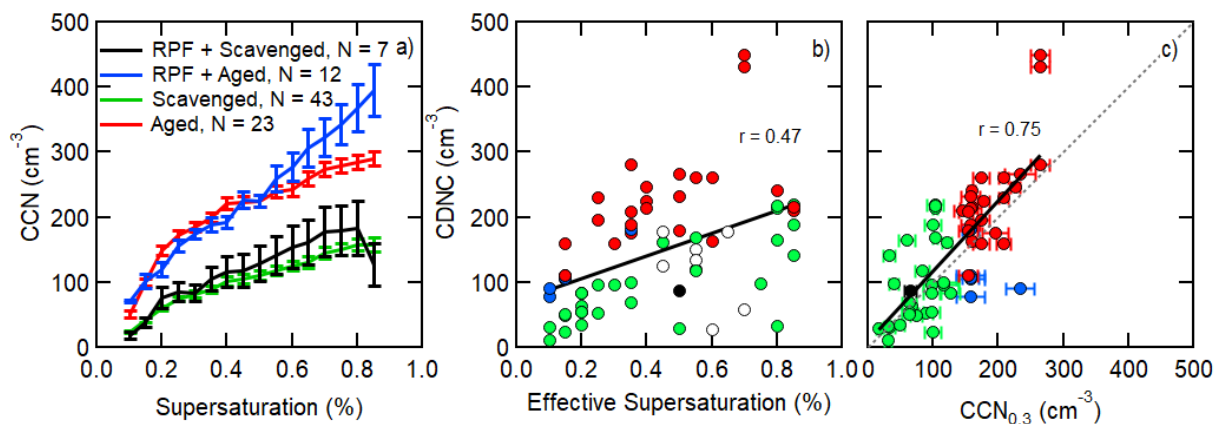 500
400
300
200
100
0
CCN (cm-3)
RPF + Scavenged, N = 7
RPF + Aged, N = 12
Scavenged, N = 43
Aged, N = 23
a)
0.0 0.2 0.4 0.6 0.8 1.0
Supersaturation (%)
500
400
300
200
100
0
CDNC (cm-3)
b)
r = 0.47
0.0 0.2 0.4 0.6 0.8 1.0
Effective Supersaturation (%)
c)
r = 0.75
0 100 200 300 400 500
CCN0.3 (cm-3)